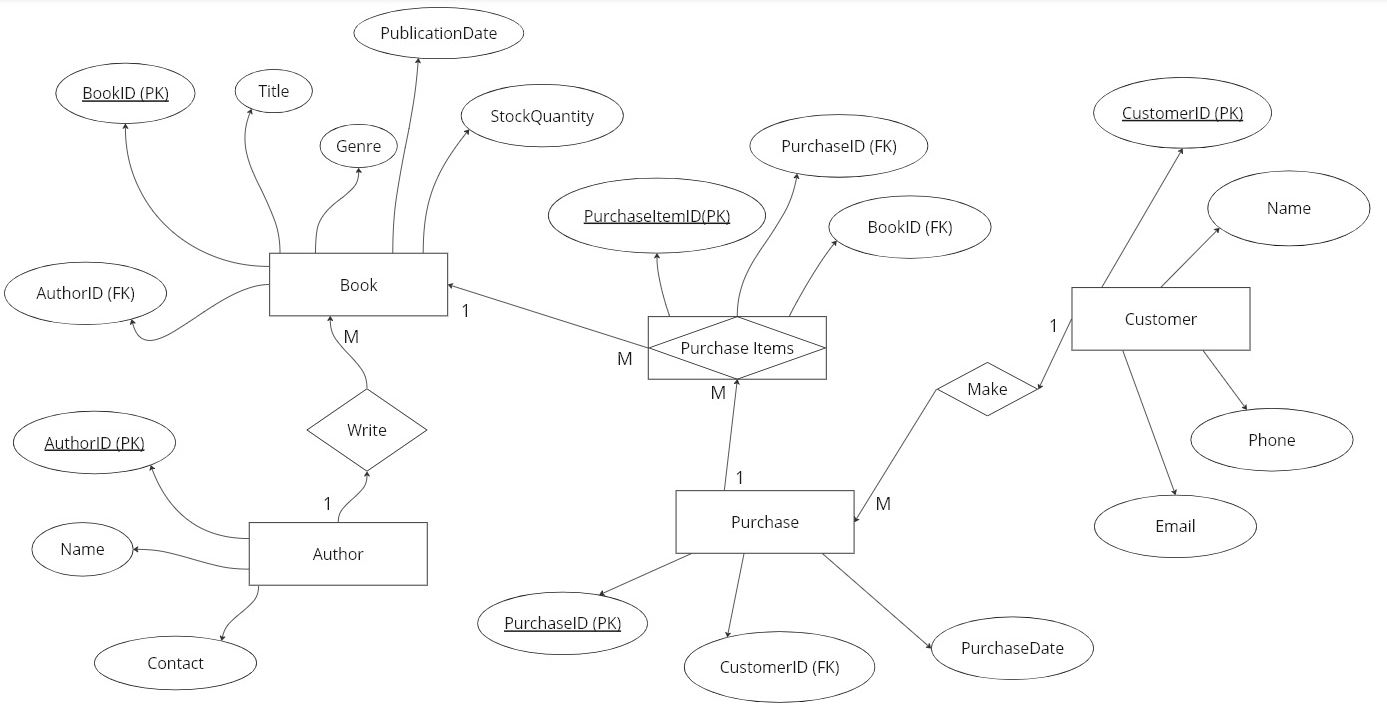 PublicationDate
BookID (PK)
Title
StockQuantity
Genre
PurchaseID (FK)
CustomerID (PK)
PurchaseItemID(PK)
BookID (FK)
Name
AuthorID (FK)
Book
1
M
Purchase Items
M
M
Customer
1
Make
Write
AuthorID (PK)
1
Phone
1
M
Name
Author
Purchase
Email
Contact
PurchaseID (PK)
CustomerID (FK)
PurchaseDate